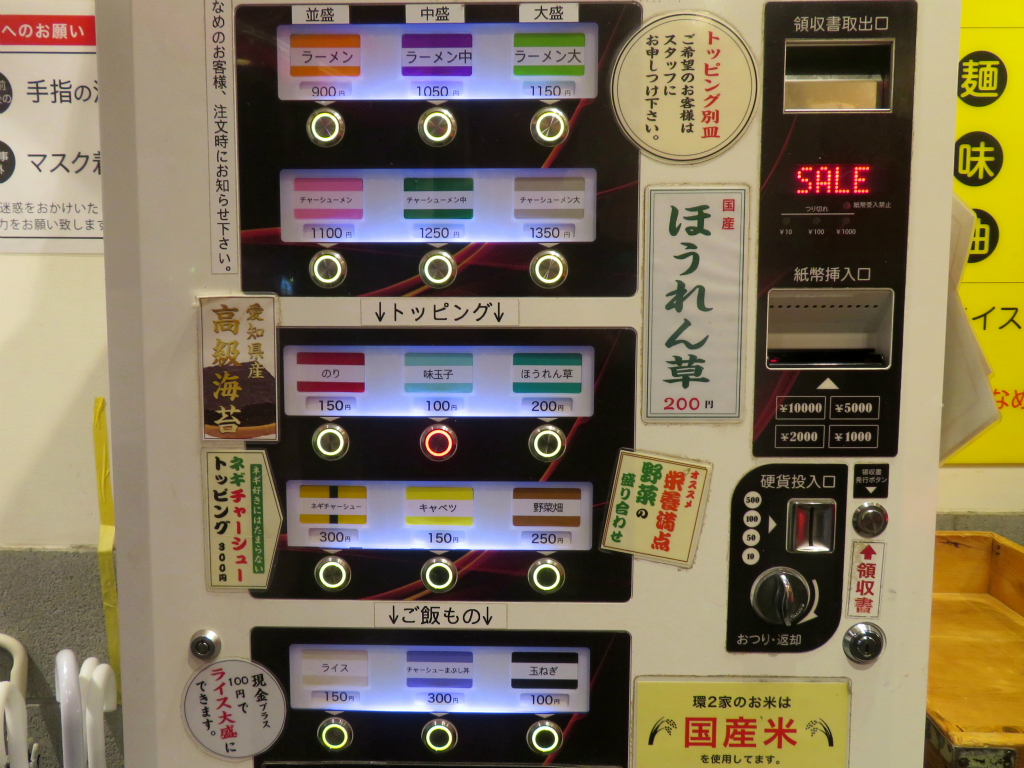 へのお願い
手指の
マスク
迷惑をおかけいた
力をお願い致します
なめのお客様、注文時にお知らせ下さい。
並盛 中盛 大盛
ラーメン ラーメン中 ラーメン大
900円 1050円 1150円
チャーシューメン チャーシューメン中 チャーシューメン大
1100円 1250円 1350円
↓トッピング↓
のり 味玉子 ほうれん草
150円 100円 200円
ネギチャーシュー キャベツ 野菜畑
300円 150円 250円
↓ご飯もの↓
ライス チャーシューまぶし丼 玉ねぎ
150円 300円 100円
愛知県産
高級海苔
ネギ好きにはたまらない
ネギチャーシュー
トッピング 300円
現金プラス
100円で
ライス大盛に
できます。
トッピング別皿
ご希望のお客様は
スタッフに
お申しつけ下さい。
国産
ほうれん草
200円
オススメ
栄養満点
野菜の
盛り合わせ
領収書取出口
SALE
つり切れ 紙幣受入禁止
¥10 ¥100 ¥1000
紙幣挿入口
¥10000 ¥5000
¥2000 ¥1000
硬貨投入口
500
100
50
10
おつり・返却
領収書
発行ボタン
領収書
環2家のお米は
国産米
を使用してます。
麺
味
油
イス
なめ